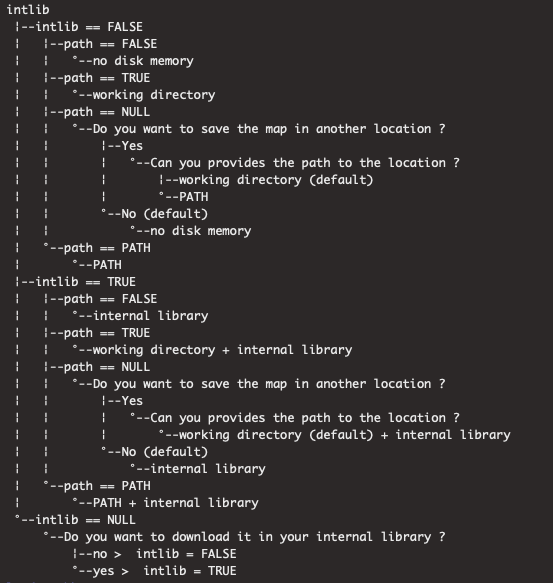 intlib
¦--intlib == FALSE
¦   ¦--path == FALSE
¦   ¦   °--no disk memory
¦   ¦--path == TRUE
¦   ¦   °--working directory
¦   ¦--path == NULL
¦   ¦   °--Do you want to save the map in another location ?
¦   ¦       ¦--Yes
¦   ¦       ¦   °--Can you provides the path to the location ?
¦   ¦       ¦       ¦--working directory (default)
¦   ¦       ¦       °--PATH
¦   ¦       °--No (default)
¦   ¦           °--no disk memory
¦   °--path == PATH
¦       °--PATH
¦--intlib == TRUE
¦   ¦--path == FALSE
¦   ¦   °--internal library
¦   ¦--path == TRUE
¦   ¦   °--working directory + internal library
¦   ¦--path == NULL
¦   ¦   °--Do you want to save the map in another location ?
¦   ¦       ¦--Yes
¦   ¦       ¦   °--Can you provides the path to the location ?
¦   ¦       ¦       °--working directory (default) + internal library
¦   ¦       °--No (default)
¦   ¦           °--internal library
¦   °--path == PATH
¦       °--PATH + internal library
°--intlib == NULL
    °--Do you want to download it in your internal library ?
        ¦--no >  intlib = FALSE
        °--yes >  intlib = TRUE